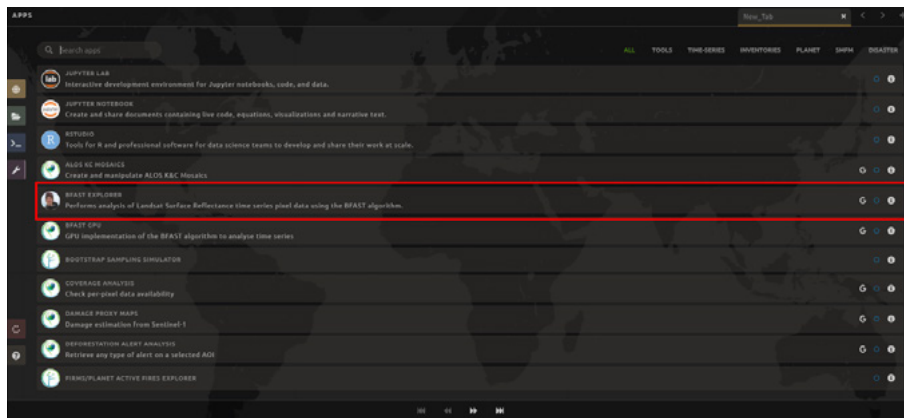 APPS
New_Tab
Search apps
ALL TOOLS TIME-SERIES INVENTORIES PLANET SMFM DISASTER
lab
JUPYTER LAB
Interactive development environment for Jupyter notebooks, code, and data.
JUPYTER NOTEBOOK
Create and share documents containing live code, equations, visualizations and narrative text.
R
RSTUDIO
Tools for R and professional software for data science teams to develop and share their work at scale.
ALOS KC MOSAICS
Create and manipulate ALOS K&C Mosaics
BFAST EXPLORER
Performs analysis of Landsat Surface Reflectance time series pixel data using the BFAST algorithm.
BFAST GPU
GPU implementation of the BFAST algorithm to analyse time series
BOOTSTRAP SAMPLING SIMULATOR
COVERAGE ANALYSIS
Check per-pixel data availability
DAMAGE PROXY MAPS
Damage estimation from Sentinel-1
DEFORESTATION ALERT ANALYSIS
Retrieve any type of alert on a selected AOI
FIRMS/PLANET ACTIVE FIRES EXPLORER